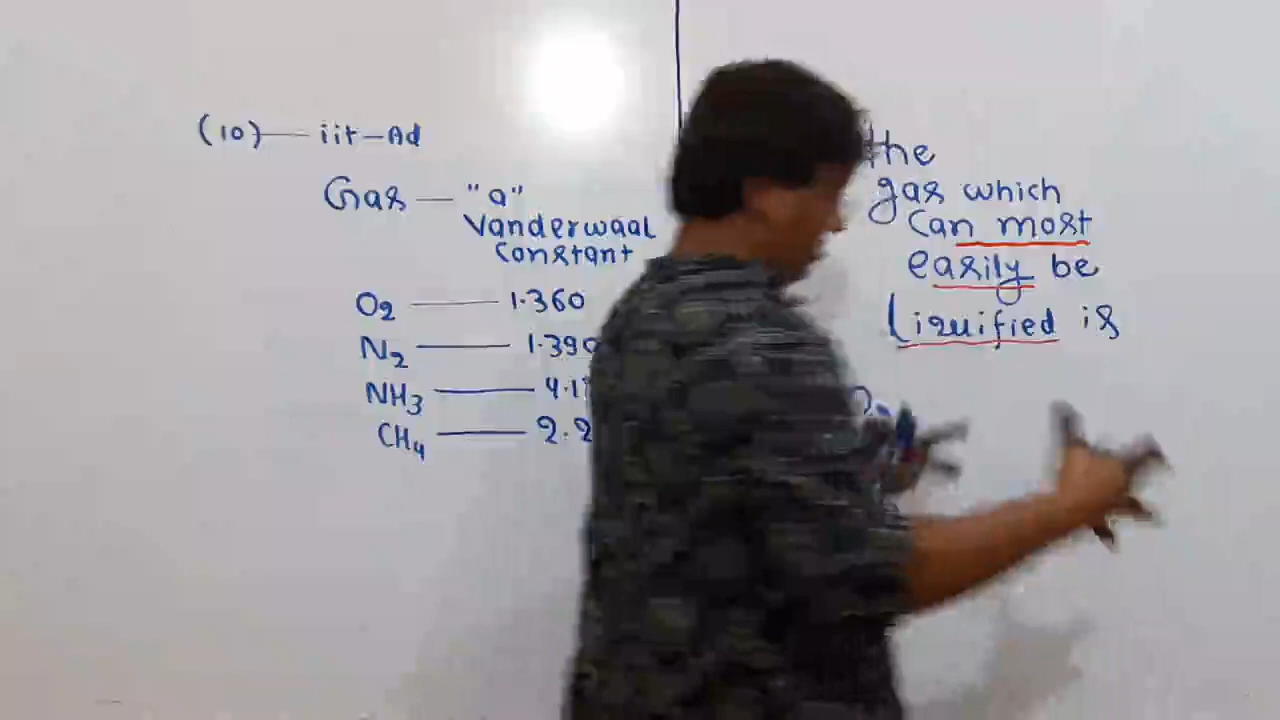 (10) — iit-Ad
Gas — "a"
Vanderwaal
Constant
O2 — 1.360
N2 — 1.390
NH3 — 4.1
CH4 — 2.2
the
gas which
Can most
easily be
Liquified is